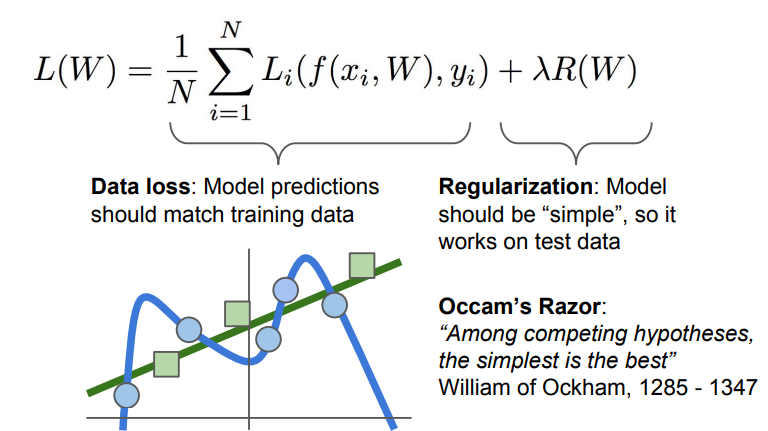 L(W) = \frac{1}{N} \sum_{i=1}^{N} L_i(f(x_i, W), y_i) + λR(W)
Data loss: Model predictions
should match training data
Regularization: Model
should be “simple”, so it
works on test data
Occam’s Razor:
“Among competing hypotheses,
the simplest is the best”
William of Ockham, 1285 - 1347